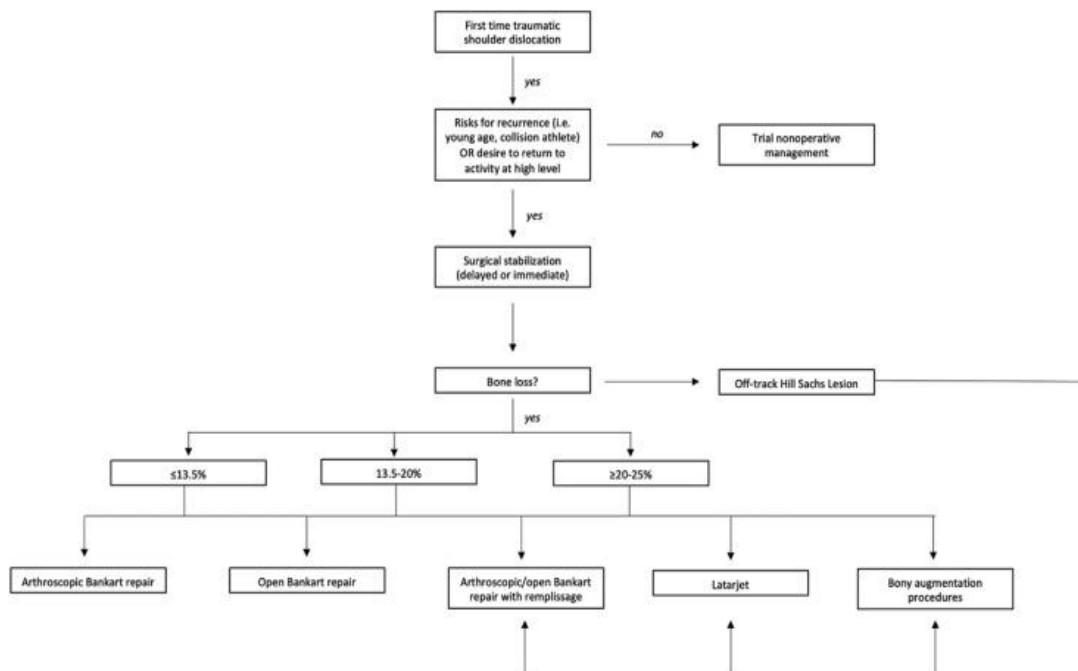 First time traumatic
shoulder dislocation
yes
Risks for recurrence (i.e.
young age, collision athlete)
OR desire to return to
activity at high level
no
Trial nonoperative
management
yes
Surgical stabilization
(delayed or immediate)
Bone loss?
Off-track Hill Sachs Lesion
yes
≤13.5%
13.5-20%
≥20-25%
Arthroscopic Bankart repair
Open Bankart repair
Arthroscopic/open Bankart
repair with remplissage
Latarjet
Bony augmentation
procedures